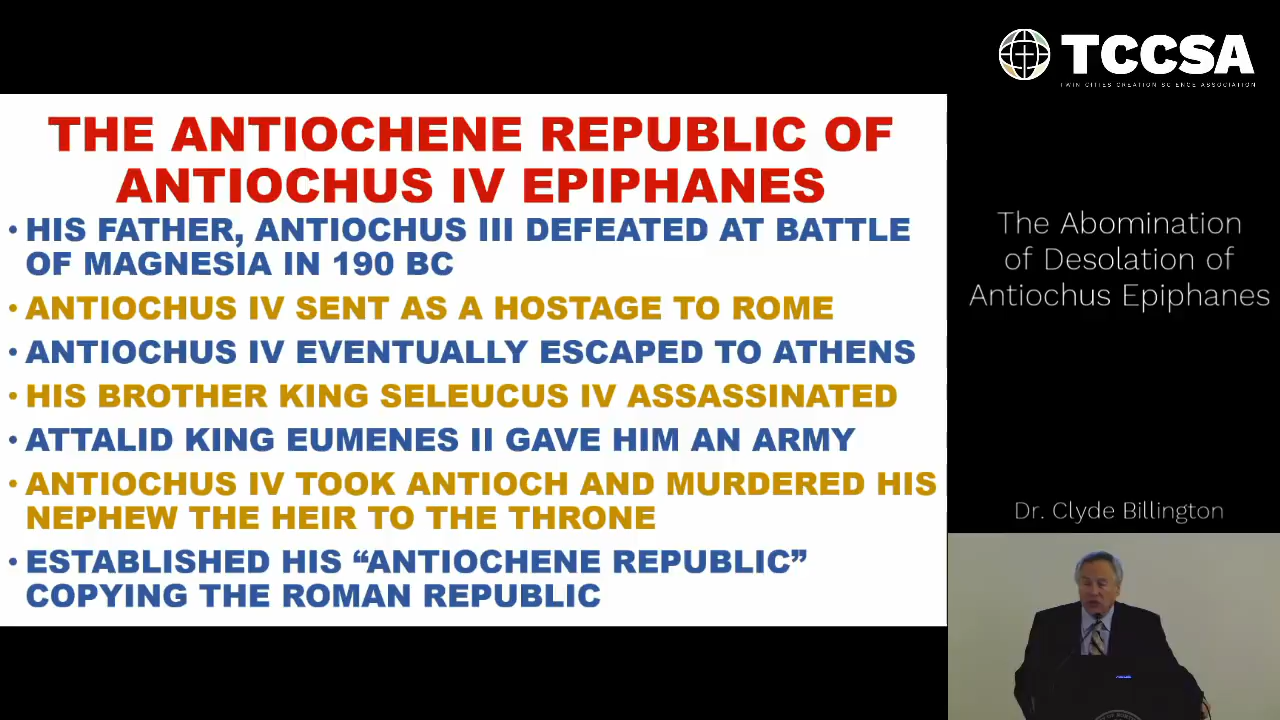 TCCSA
TWIN CITIES CREATION SCIENCE ASSOCIATION
THE ANTIOCHENE REPUBLIC OF
ANTIOCHUS IV EPIPHANES
• HIS FATHER, ANTIOCHUS III DEFEATED AT BATTLE
OF MAGNESIA IN 190 BC
• ANTIOCHUS IV SENT AS A HOSTAGE TO ROME
• ANTIOCHUS IV EVENTUALLY ESCAPED TO ATHENS
• HIS BROTHER KING SELEUCUS IV ASSASSINATED
• ATTALID KING EUMENES II GAVE HIM AN ARMY
• ANTIOCHUS IV TOOK ANTIOCH AND MURDERED HIS
NEPHEW THE HEIR TO THE THRONE
• ESTABLISHED HIS “ANTIOCHENE REPUBLIC”
COPYING THE ROMAN REPUBLIC
The Abomination
of Desolation of
Antiochus Epiphanes
Dr. Clyde Billington